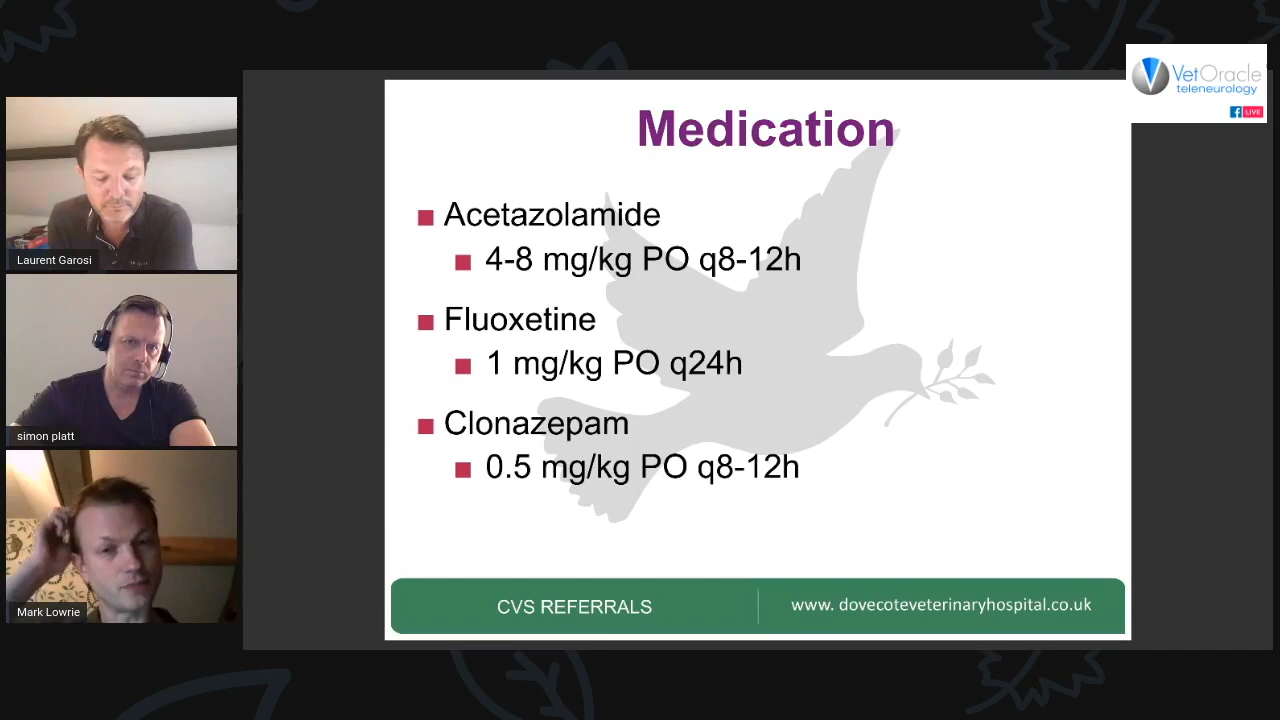 VetOracle
teleneurology
LIVE
Laurent Garosi
simon platt
Mark Lowrie
Medication
Acetazolamide
4-8 mg/kg PO q8-12h
Fluoxetine
1 mg/kg PO q24h
Clonazepam
0.5 mg/kg PO q8-12h
CVS REFERRALS
www. dovecoteveterinaryhospital.co.uk